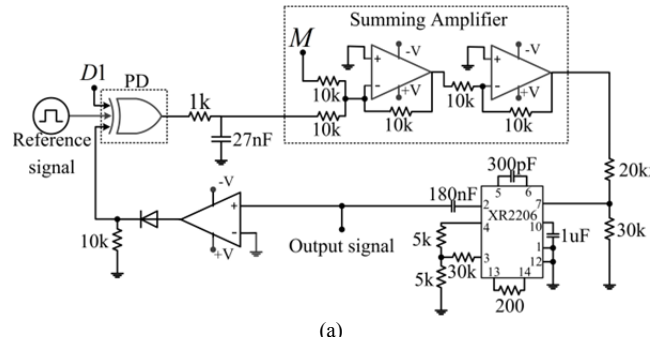 Summing Amplifier
M
-V
-V
D1
PD
10k
+V
+V
1k
10k
10k
10k
10k
10k
27nF
Reference
signal
300pF
20k
180nF
5
6
2
7
XR2206
4
10
1
12
3
13
14
1uF
30k
-V
+V
10k
Output signal
5k
30k
5k
200
(a)